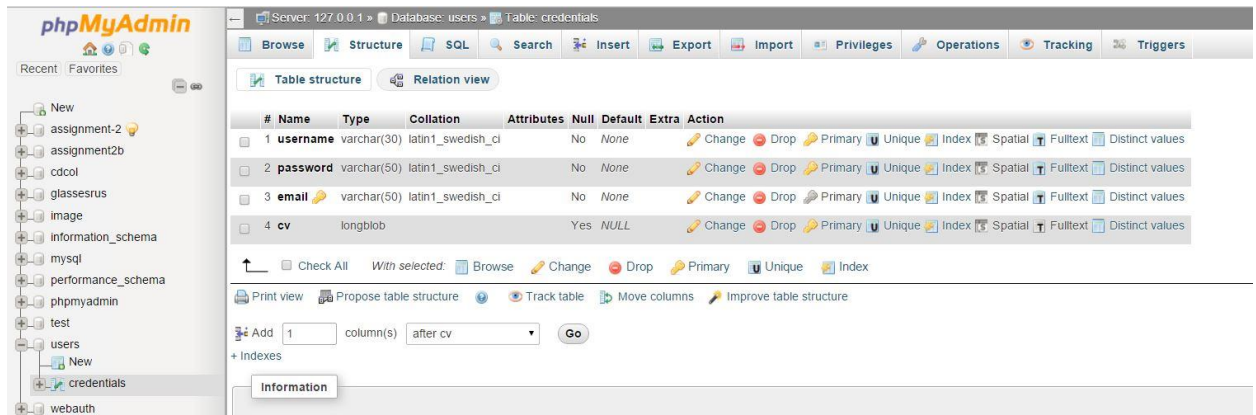 phpMyAdmin
Recent Favorites
New
assignment-2
assignment2b
cdcol
glassesrus
image
information_schema
mysql
performance_schema
phpmyadmin
test
users
New
credentials
webauth
Server: 127.0.0.1 » Database: users » Table: credentials
Browse Structure SQL Search Insert Export Import Privileges Operations Tracking Triggers
Table structure Relation view
# Name Type Collation Attributes Null Default Extra Action
1 username varchar(30) latin1_swedish_ci No None Change Drop Primary U Unique Index S Spatial T Fulltext Distinct values
2 password varchar(50) latin1_swedish_ci No None Change Drop Primary U Unique Index S Spatial T Fulltext Distinct values
3 email varchar(50) latin1_swedish_ci No None Change Drop Primary U Unique Index S Spatial T Fulltext Distinct values
4 cv longblob Yes NULL Change Drop Primary U Unique Index S Spatial T Fulltext Distinct values
Check All With selected: Browse Change Drop Primary U Unique Index
Print view Propose table structure Track table Move columns Improve table structure
Add 1 column(s) after cv Go
+ Indexes
Information